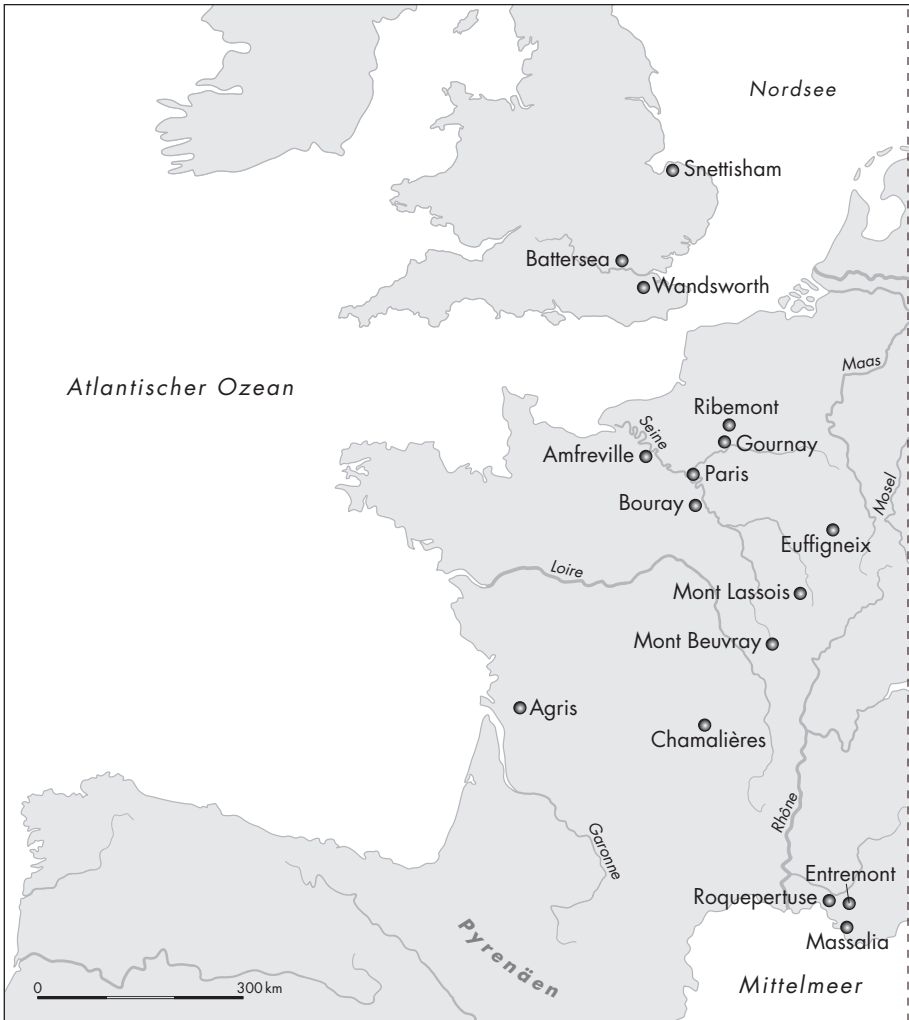 Nordsee
Snettisham
Battersea
Wandsworth
Atlantischer Ozean
Maas
Ribemont
Seine
Gournay
Amfreville
Paris
Mosel
Bouray
Euffigneix
Loire
Mont Lassois
Mont Beuvray
Agris
Chamalières
Rhône
Garonne
Entremont
Roquepertuse
Pyrenäen
Massalia
Mittelmeer
0 300 km